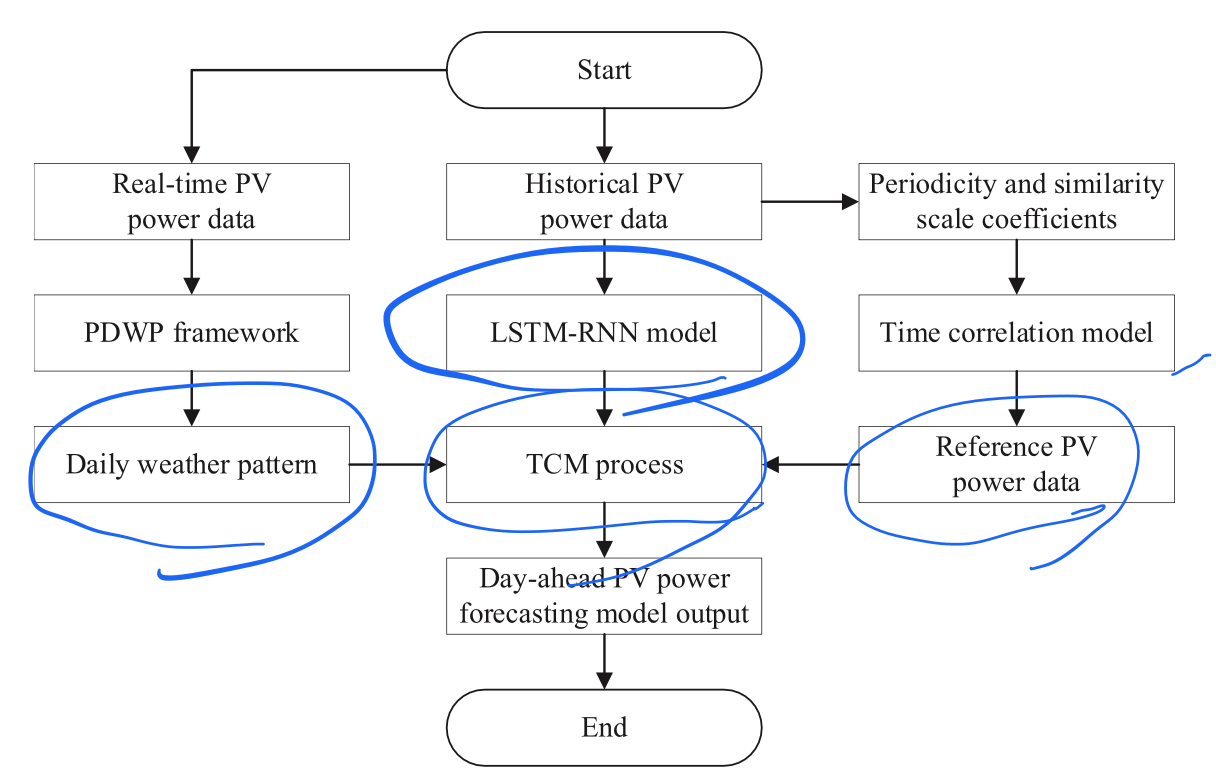 Start
Real-time PV
power data
Historical PV
power data
Periodicity and similarity
scale coefficients
PDWP framework
LSTM-RNN model
Time correlation model
Daily weather pattern
TCM process
Reference PV
power data
Day-ahead PV power
forecasting model output
End